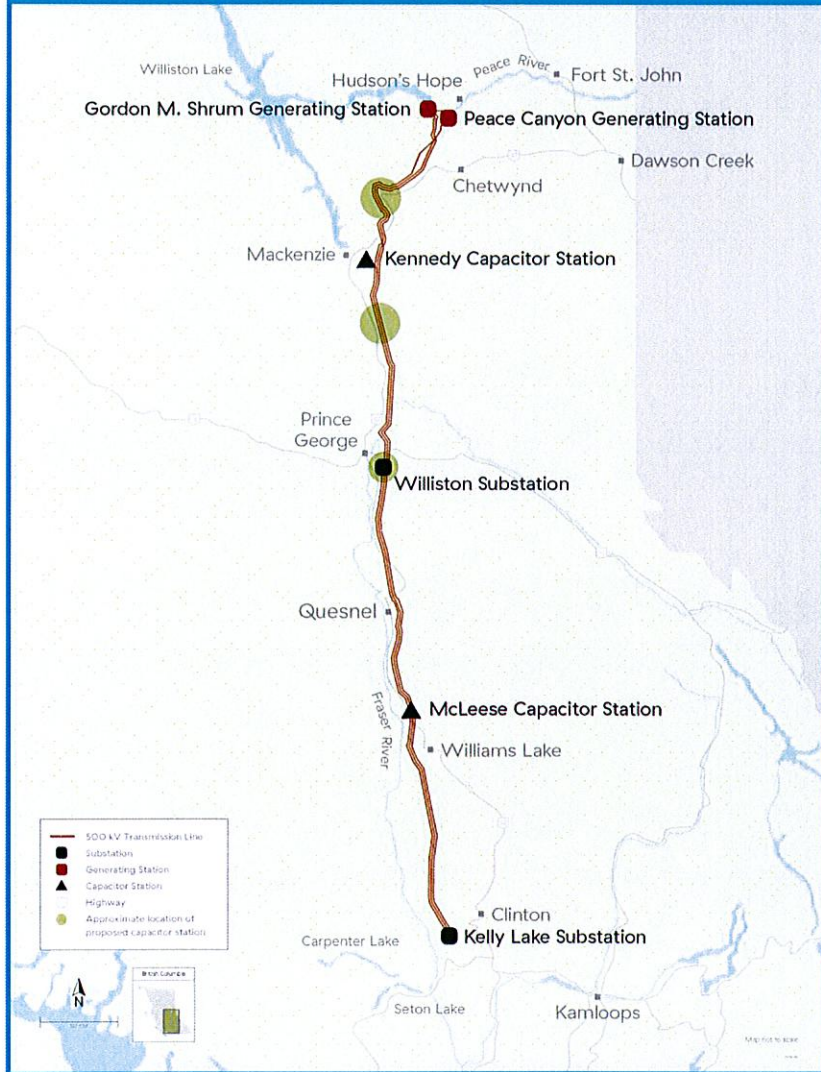 Williston Lake
Hudson's Hope
Peace River
Fort St. John
Gordon M. Shrum Generating Station
Peace Canyon Generating Station
Dawson Creek
Chetwynd
Mackenzie
Kennedy Capacitor Station
Prince
George
Williston Substation
Quesnel
Fraser River
McLeese Capacitor Station
Williams Lake
500 kV Transmission Line
Substation
Generating Station
Capacitor Station
Highway
Approximate location of
proposed capacitor station
Clinton
Kelly Lake Substation
Carpenter Lake
British Columbia
N
Seton Lake
Kamloops
Map not to scale